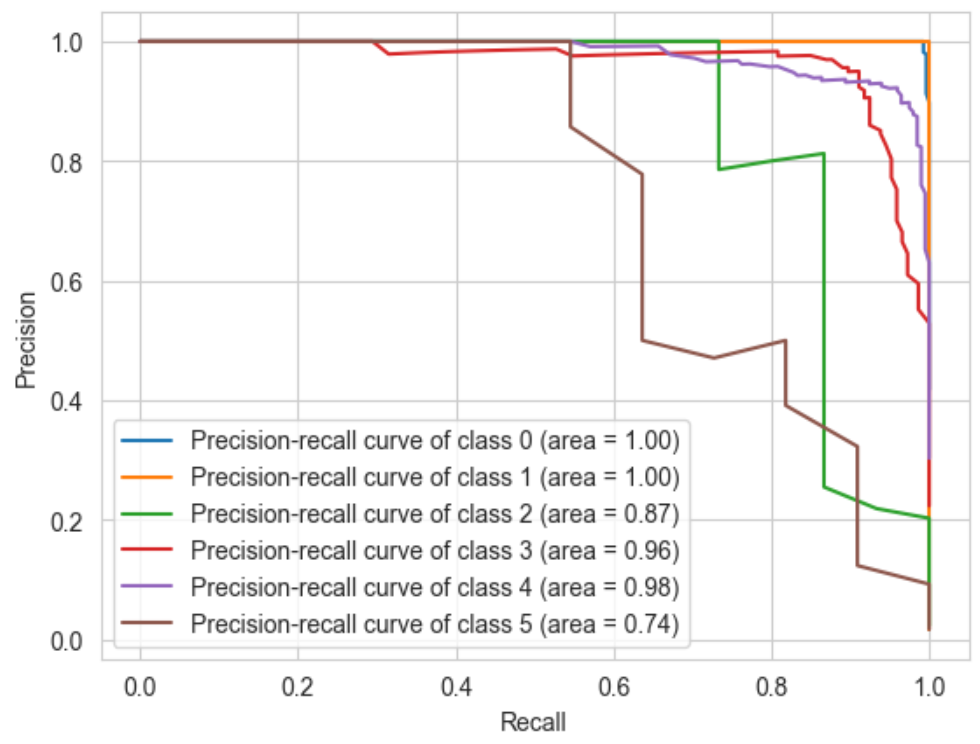 1.0
0.8
0.6
0.4
0.2
0.0
Precision
Precision-recall curve of class 0 (area = 1.00)
Precision-recall curve of class 1 (area = 1.00)
Precision-recall curve of class 2 (area = 0.87)
Precision-recall curve of class 3 (area = 0.96)
Precision-recall curve of class 4 (area = 0.98)
Precision-recall curve of class 5 (area = 0.74)
0.0 0.2 0.4 0.6 0.8 1.0
Recall